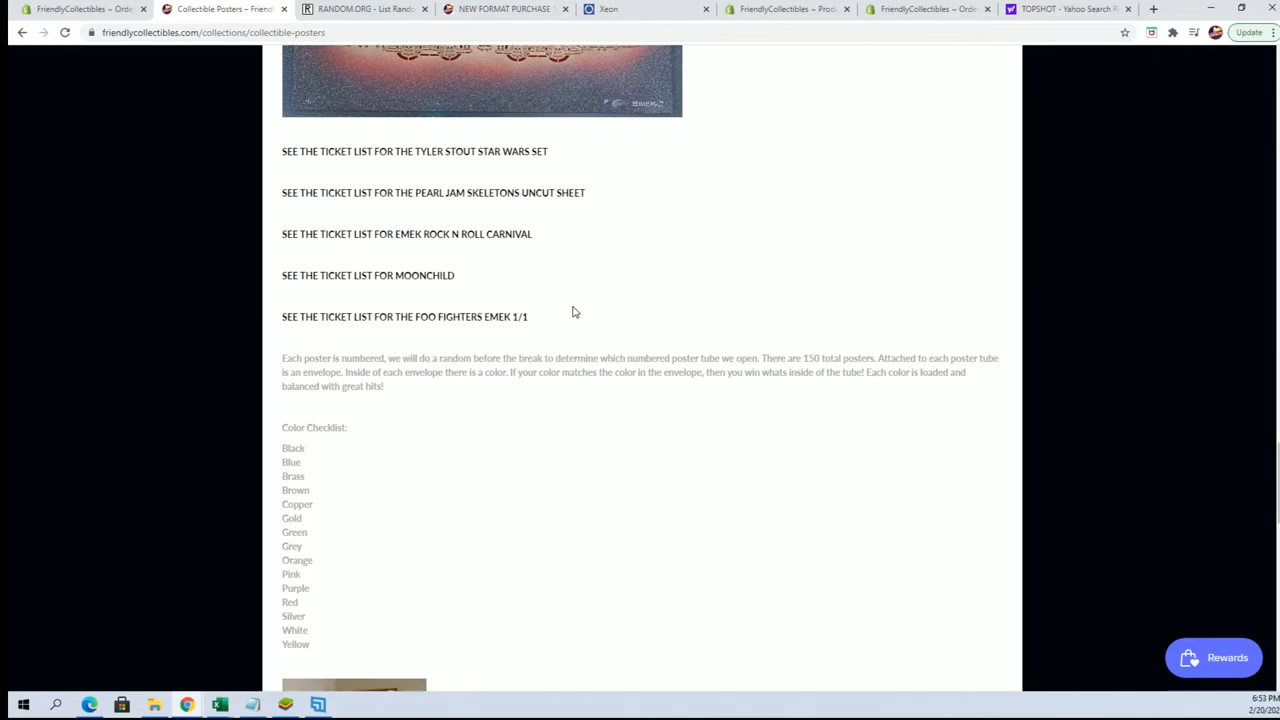 FriendlyCollectibles ~ Orde
Collectible Posters – Friend
RANDOM.ORG - List Rando
NEW FORMAT PURCHASE
Xeon
FriendlyCollectibles ~ Produ
FriendlyCollectibles ~ Orde
TOPSHOT - Yahoo Search R
friendlycollectibles.com/collections/collectible-posters
Update
SEE THE TICKET LIST FOR THE TYLER STOUT STAR WARS SET
SEE THE TICKET LIST FOR THE PEARL JAM SKELETONS UNCUT SHEET
SEE THE TICKET LIST FOR EMEK ROCK N ROLL CARNIVAL
SEE THE TICKET LIST FOR MOONCHILD
SEE THE TICKET LIST FOR THE FOO FIGHTERS EMEK 1/1
Each poster is numbered, we will do a random before the break to determine which numbered poster tube we open. There are 150 total posters. Attached to each poster tube
is an envelope. Inside of each envelope there is a color. If your color matches the color in the envelope, then you win whats inside of the tube! Each color is loaded and
balanced with great hits!
Color Checklist:
Black
Blue
Brass
Brown
Copper
Gold
Green
Grey
Orange
Pink
Purple
Red
Silver
White
Yellow
Rewards
6:53 PM
2/20/202